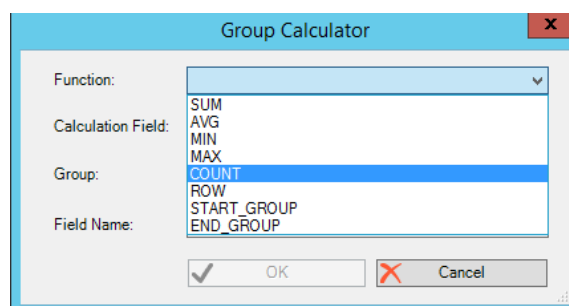 Group Calculator
x
Function:
SUM
Calculation Field:
AVG
MIN
MAX
Group:
COUNT
ROW
START_GROUP
Field Name:
END_GROUP
OK
Cancel